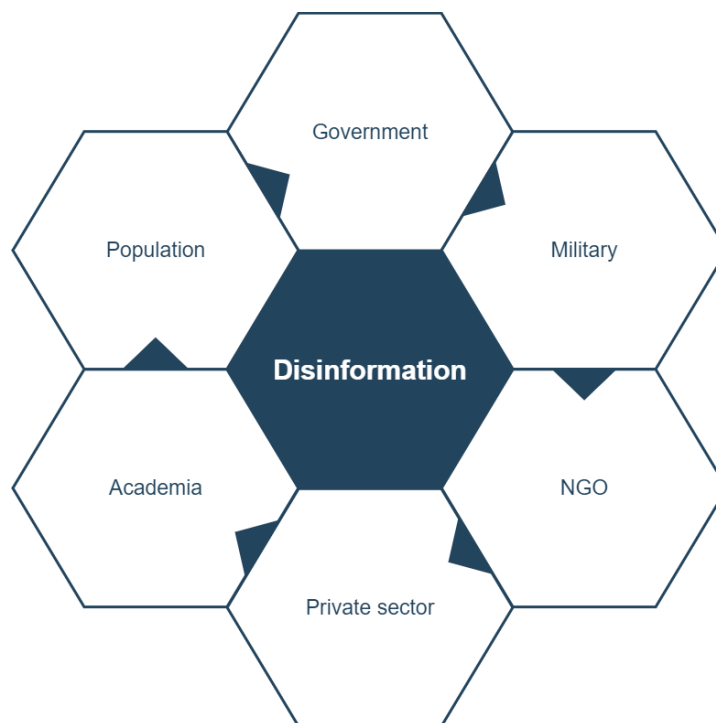 Government
Population
Military
Disinformation
Academia
NGO
Private sector